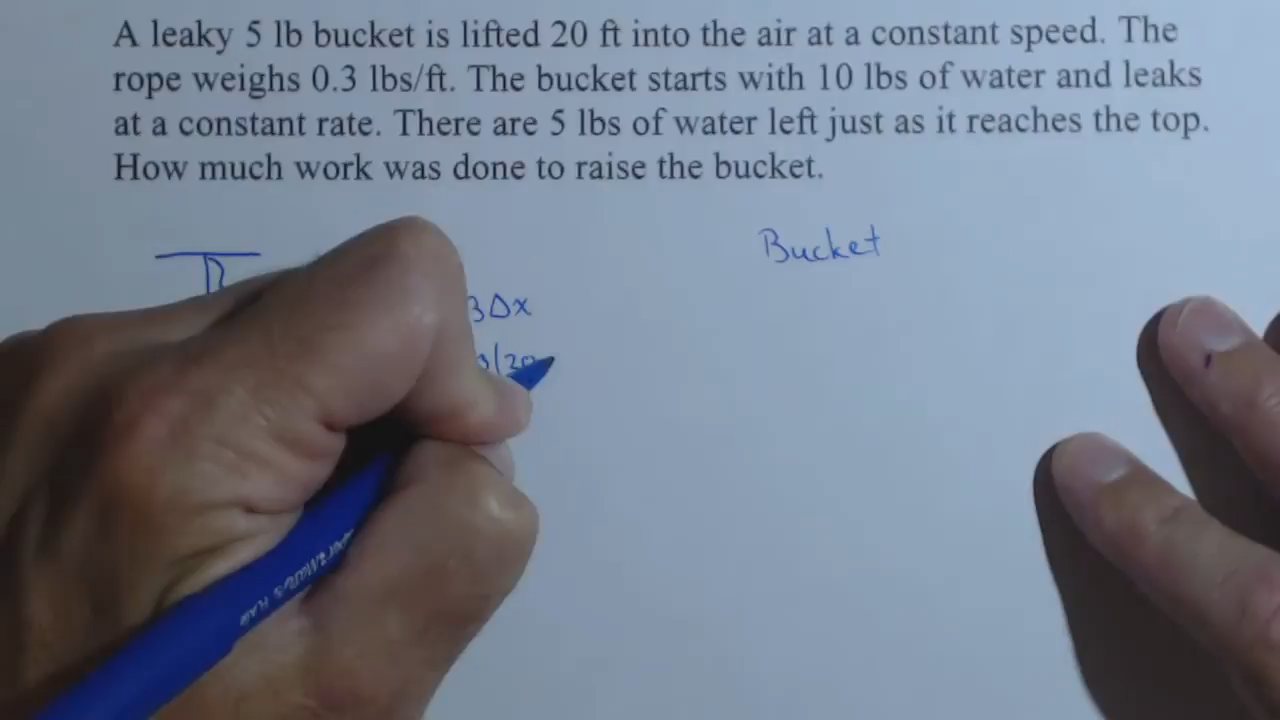 A leaky 5 lb bucket is lifted 20 ft into the air at a constant speed. The
rope weighs 0.3 lbs/ft. The bucket starts with 10 lbs of water and leaks
at a constant rate. There are 5 lbs of water left just as it reaches the top.
How much work was done to raise the bucket.
Bucket
3Δx